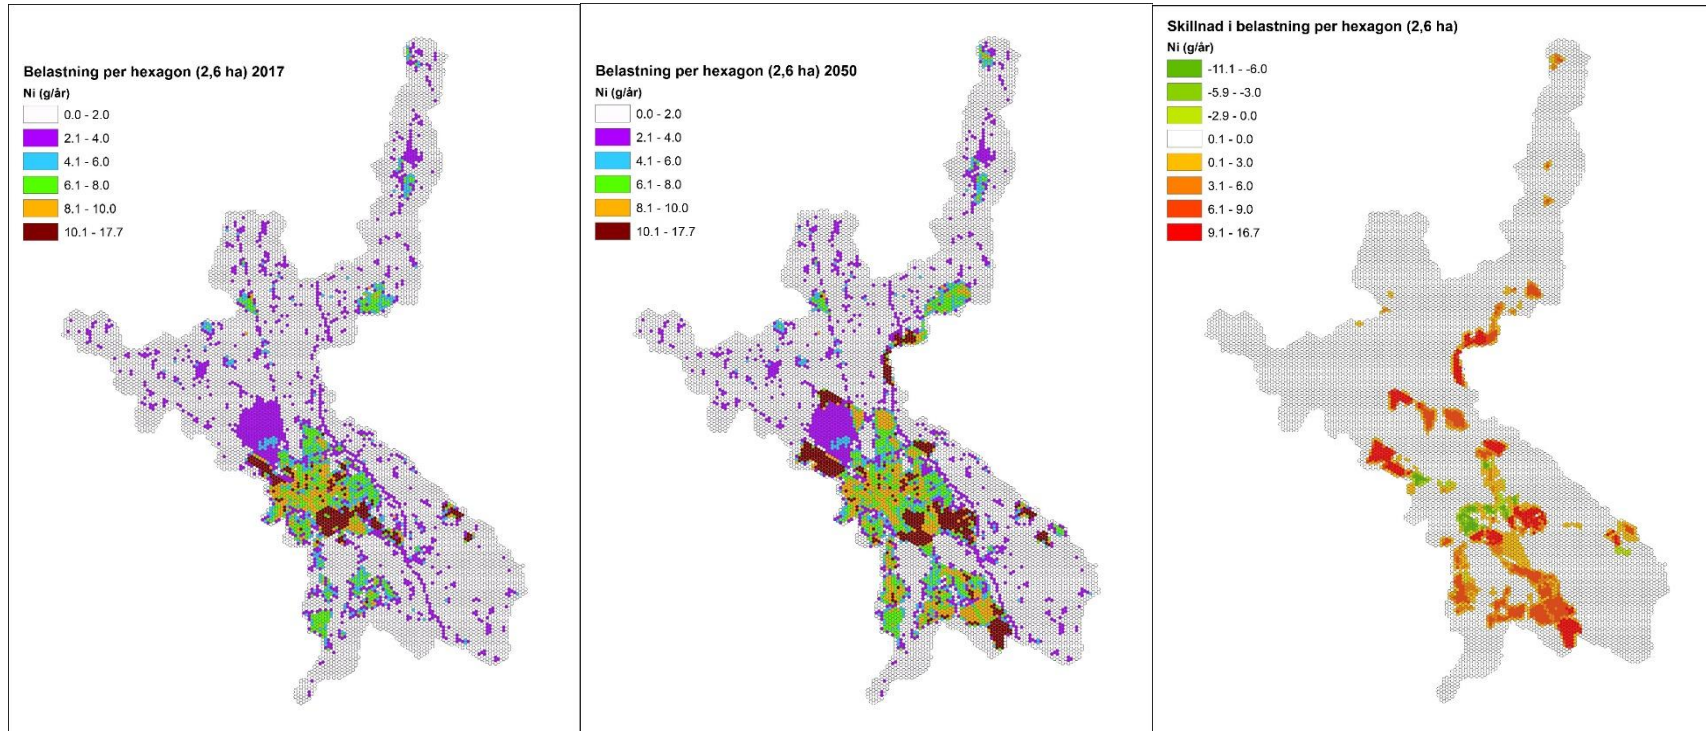 Belastning per hexagon (2,6 ha) 2017
Ni (g/år)
0.0 - 2.0
2.1 - 4.0
4.1 - 6.0
6.1 - 8.0
8.1 - 10.0
10.1 - 17.7
Belastning per hexagon (2,6 ha) 2050
Ni (g/år)
0.0 - 2.0
2.1 - 4.0
4.1 - 6.0
6.1 - 8.0
8.1 - 10.0
10.1 - 17.7
Skillnad i belastning per hexagon (2,6 ha)
Ni (g/år)
-11.1 - -6.0
-5.9 - -3.0
-2.9 - 0.0
0.1 - 0.0
0.1 - 3.0
3.1 - 6.0
6.1 - 9.0
9.1 - 16.7